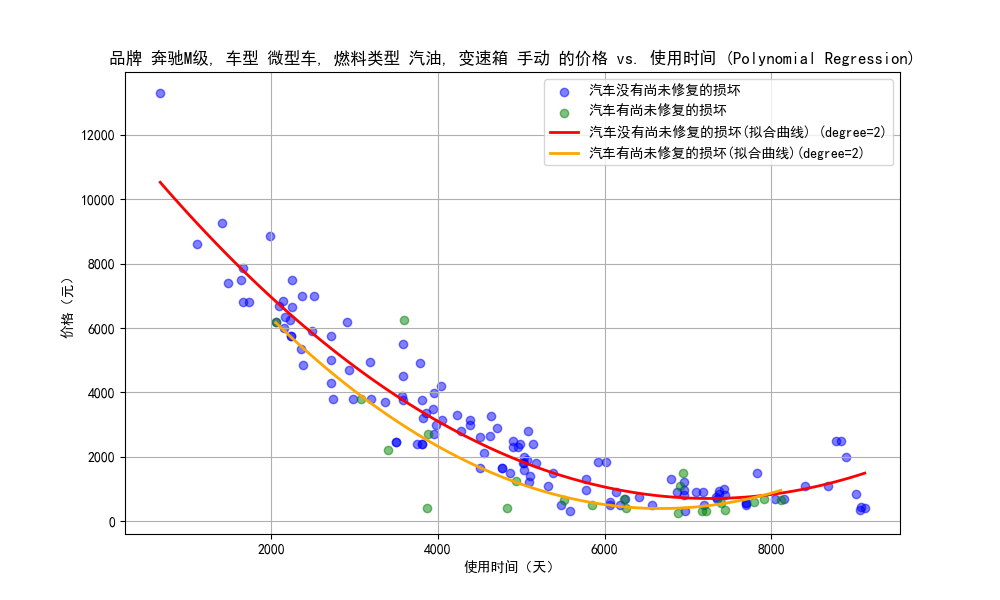 品牌 奔驰M级, 车型 微型车, 燃料类型 汽油, 变速箱 手动 的价格 vs. 使用时间 (Polynomial Regression)
汽车没有尚未修复的损坏
汽车有尚未修复的损坏
汽车没有尚未修复的损坏(拟合曲线) (degree=2)
汽车有尚未修复的损坏(拟合曲线)(degree=2)
12000
10000
8000
6000
4000
2000
0
价格（元）
2000 4000 6000 8000
使用时间（天）